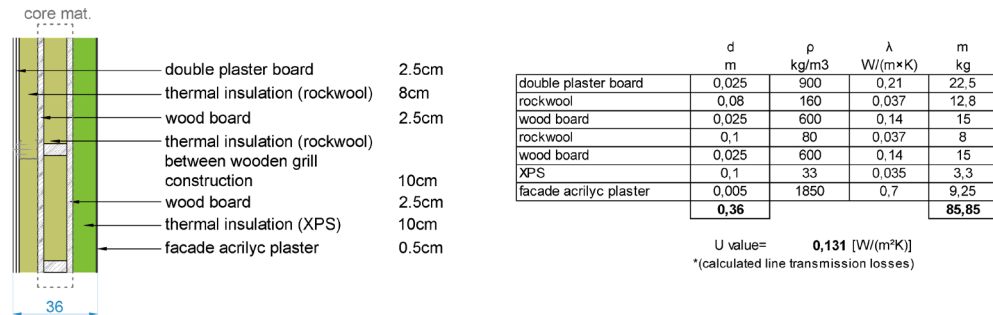 core mat.
double plaster board 2.5cm
thermal insulation (rockwool) 8cm
wood board 2.5cm
thermal insulation (rockwool)
between wooden grill
construction 10cm
wood board 2.5cm
thermal insulation (XPS) 10cm
facade acrilyc plaster 0.5cm
36
d ρ λ m
m kg/m3 W/(m×K) kg
double plaster board 0,025 900 0,21 22,5
rockwool 0,08 160 0,037 12,8
wood board 0,025 600 0,14 15
rockwool 0,1 80 0,037 8
wood board 0,025 600 0,14 15
XPS 0,1 33 0,035 3,3
facade acrilyc plaster 0,005 1850 0,7 9,25
0,36 85,85
U value= 0,131 [W/(m²K)]
*(calculated line transmission losses)